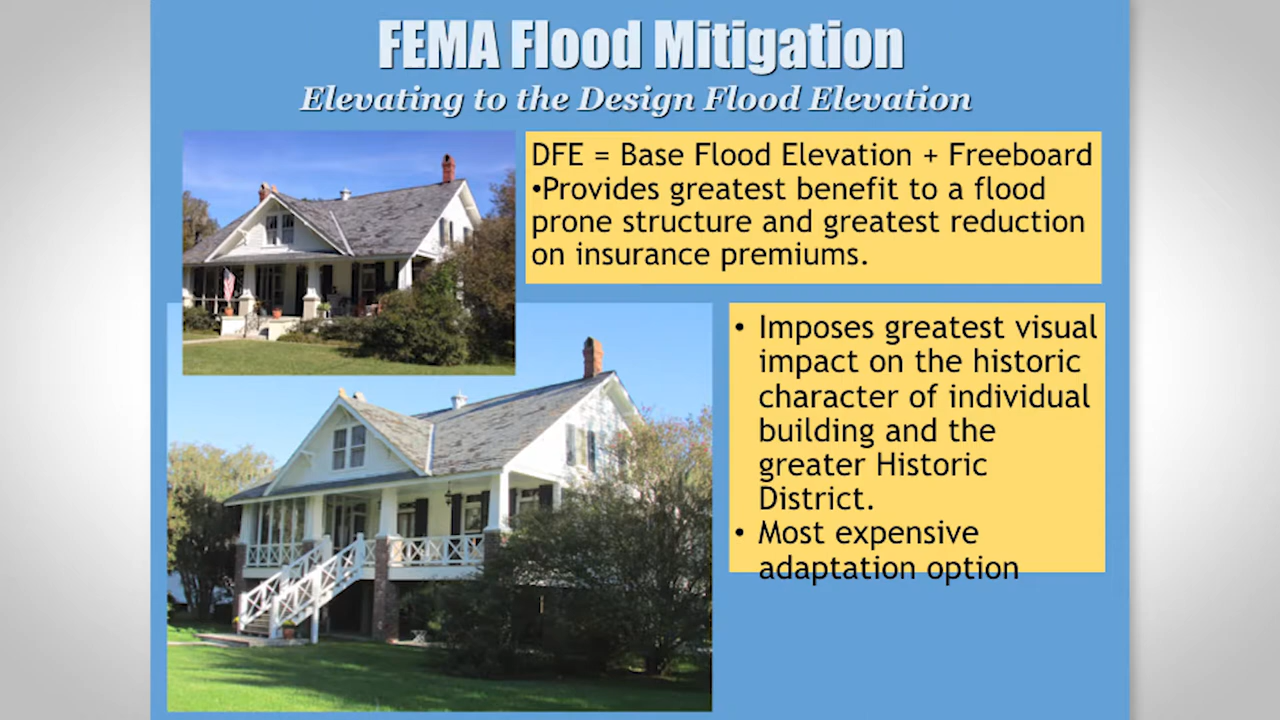 FEMA Flood Mitigation
Elevating to the Design Flood Elevation
DFE = Base Flood Elevation + Freeboard
•Provides greatest benefit to a flood
prone structure and greatest reduction
on insurance premiums.
• Imposes greatest visual
impact on the historic
character of individual
building and the
greater Historic
District.
• Most expensive
adaptation option